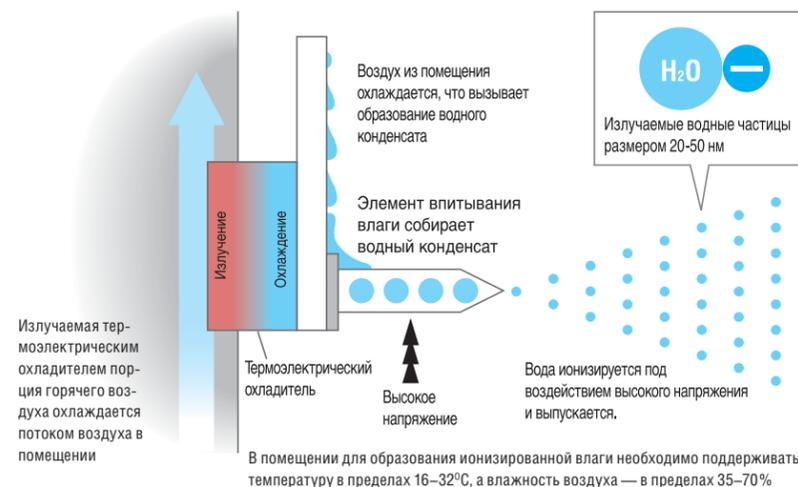 Воздух из помещения
охлаждается, что вызывает
образование водного
конденсата
H₂O
Излучаемые водные частицы
размером 20-50 нм
Элемент впитывания
влаги собирает
водный конденсат
Излучение
Охлаждение
Излучаемая тер-
моэлектрическим
охладителем пор-
ция горячего воз-
духа охлаждается
потоком воздуха в
помещении
Термоэлектрический
охладитель
Высокое
напряжение
Вода ионизируется под
воздействием высокого напряжения
и выпускается.
В помещении для образования ионизированной влаги необходимо поддерживать
температуру в пределах 16–32⁰С, а влажность воздуха — в пределах 35–70%